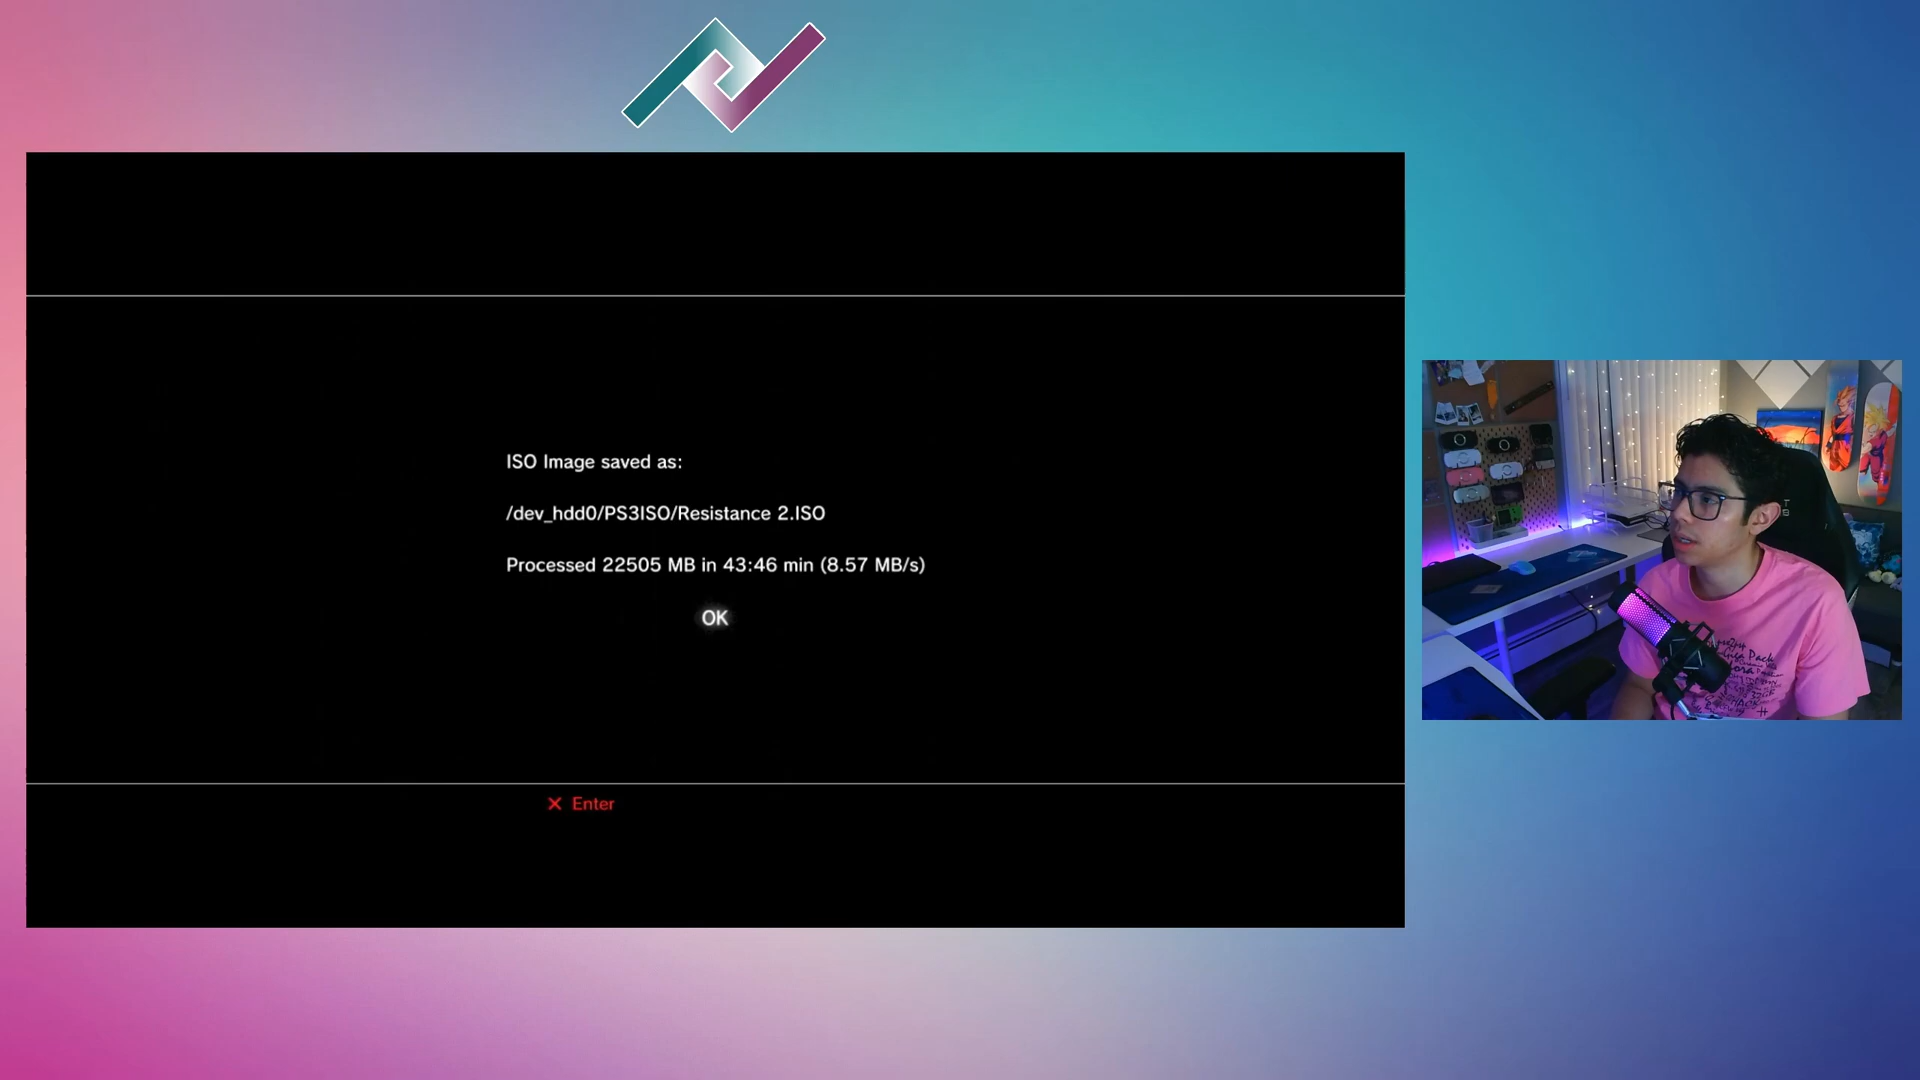 ISO Image saved as:
/dev_hdd0/PS3ISO/Resistance 2.ISO
Processed 22505 MB in 43:46 min (8.57 MB/s)
OK
✕ Enter